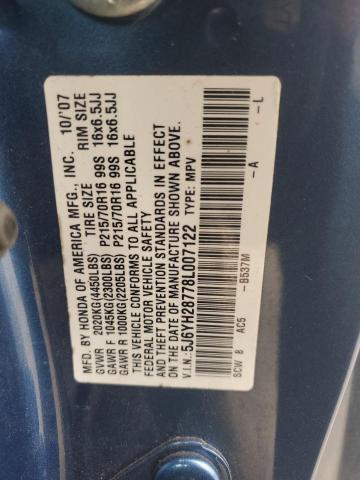 MFD. BY HONDA OF AMERICA MFG., INC. 10/'07
TIRE SIZE RIM SIZE
GVWR 2020KG(4450LBS)
GAWR F 1045KG(2300LBS) P215/70R16 99S 16x6.5JJ
GAWR R 1000KG(2205LBS) P215/70R16 99S 16x6.5JJ
THIS VEHICLE CONFORMS TO ALL APPLICABLE
FEDERAL MOTOR VEHICLE SAFETY
AND THEFT PREVENTION STANDARDS IN EFFECT
ON THE DATE OF MANUFACTURE SHOWN ABOVE.
V.I.N.: 5J6YH28778L007122 TYPE: MPV
-B537M -A -L
SCW 8 AC5